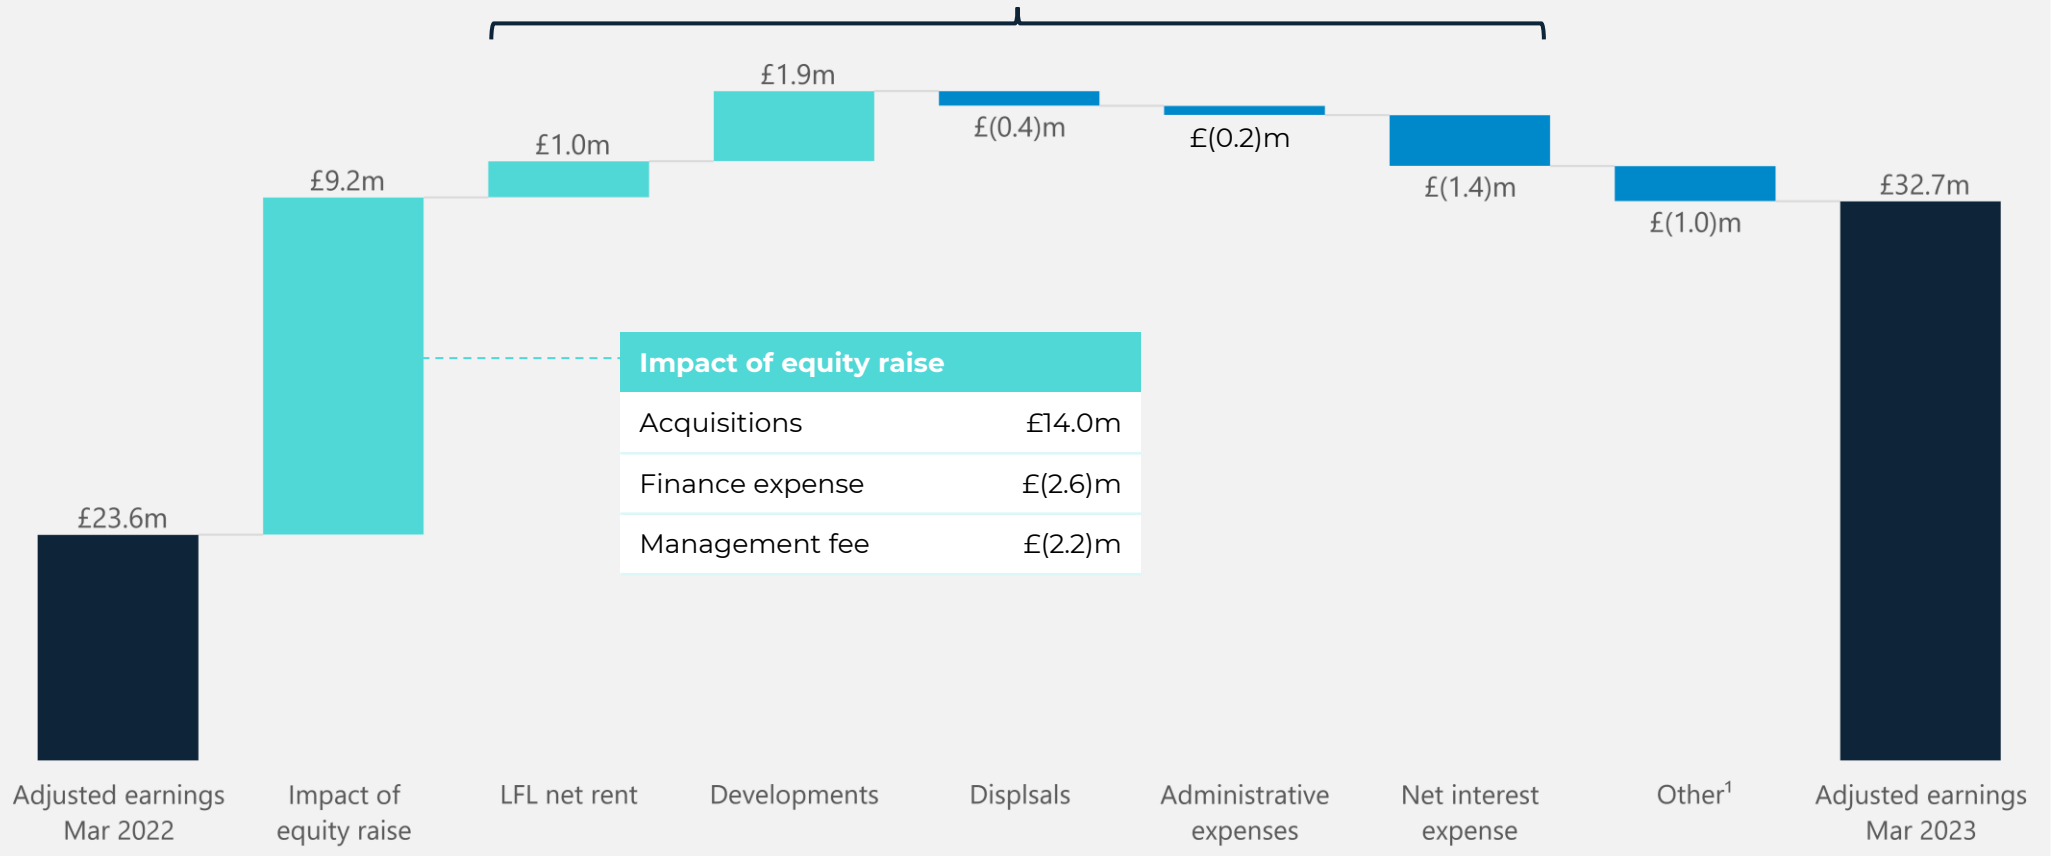 £1.9m
£(0.4)m
£(0.2)m
£1.0m
£9.2m
£(1.4)m
£(1.0)m
£32.7m
£23.6m
Impact of equity raise
Acquisitions £14.0m
Finance expense £(2.6)m
Management fee £(2.2)m
Adjusted earnings
Mar 2022
Impact of
equity raise
LFL net rent
Developments
Displsals
Administrative
expenses
Net interest
expense
Other¹
Adjusted earnings
Mar 2023